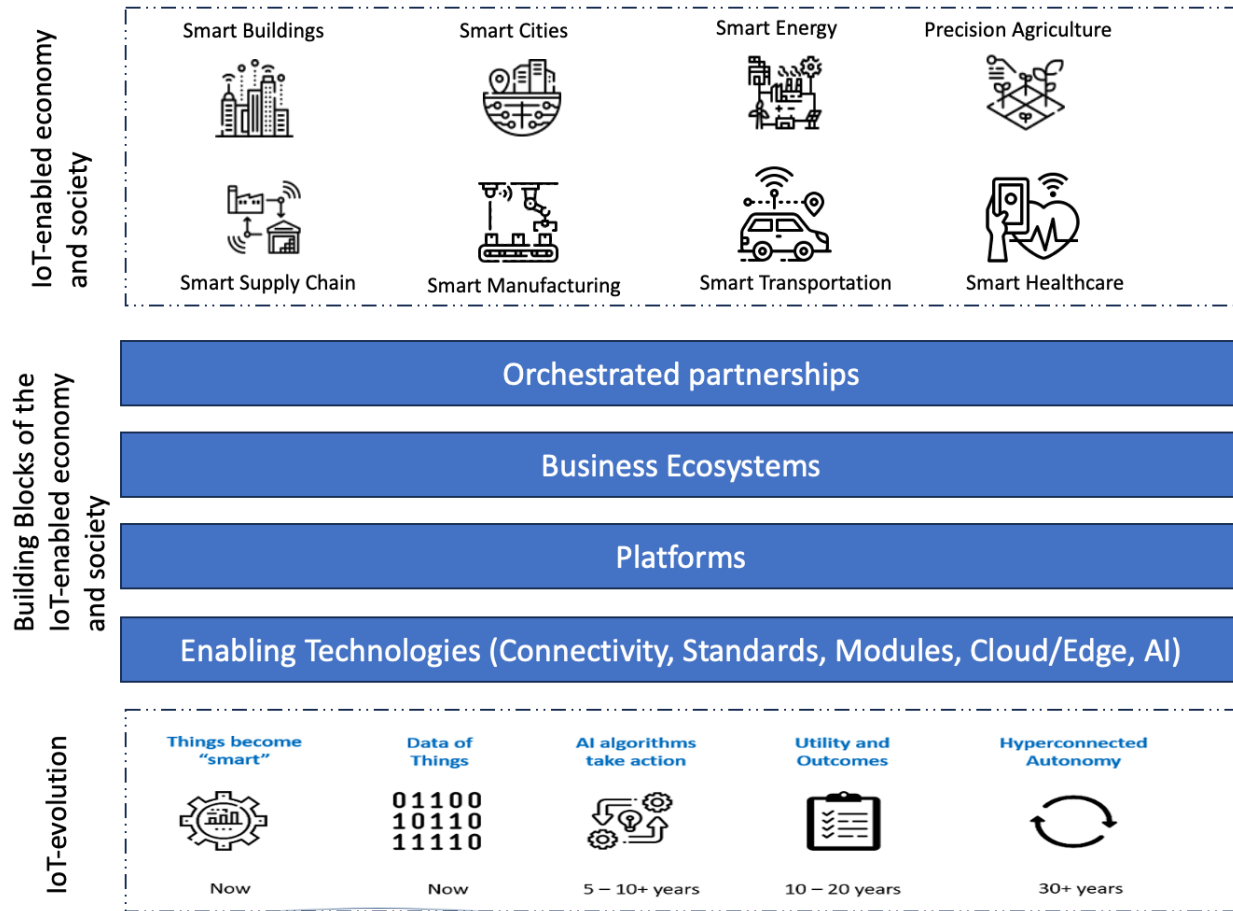 IoT-enabled economy
and society
Smart Buildings
Smart Cities
Smart Energy
Precision Agriculture
Smart Supply Chain
Smart Manufacturing
Smart Transportation
Smart Healthcare
Building Blocks of the
IoT-enabled economy
and society
Orchestrated partnerships
Business Ecosystems
Platforms
Enabling Technologies (Connectivity, Standards, Modules, Cloud/Edge, AI)
IoT-evolution
Things become
“smart”
Data of
Things
AI algorithms
take action
Utility and
Outcomes
Hyperconnected
Autonomy
01100
10110
11110
Now
Now
5 – 10+ years
10 – 20 years
30+ years